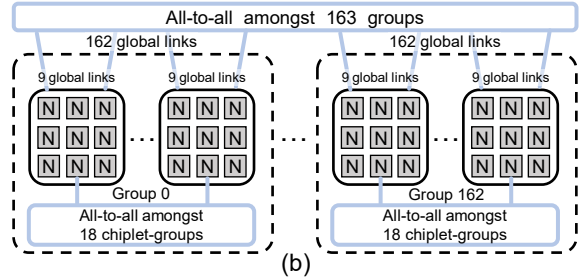 All-to-all amongst 163 groups
162 global links 162 global links
9 global links 9 global links 9 global links 9 global links
N N N N N N N N N N N N
N N N ... N N N ... N N N ... N N N
N N N N N N N N N N N N
Group 0 Group 162
All-to-all amongst All-to-all amongst
18 chiplet-groups 18 chiplet-groups
(b)